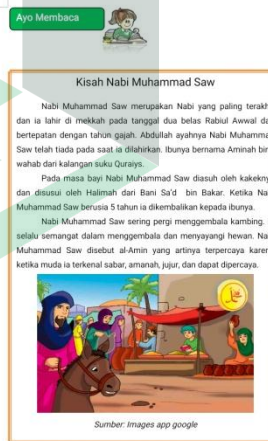 Ayo Membaca
Kisah Nabi Muhammad Saw
Nabi Muhammad Saw merupakan Nabi yang paling terakh
dan ia lahir di mekkah pada tanggal dua belas Rabiul Awwal da
bertepatan dengan tahun gajah. Abdullah ayahnya Nabi Muhamma
Saw telah tiada pada saat ia dilahirkan. Ibunya bernama Aminah bin
wahab dari kalangan suku Quraiys.
Pada masa bayi Nabi Muhammad Saw diasuh oleh kakekny
dan disusui oleh Halimah dari Bani Sa'd bin Bakar. Ketika Na
Muhammad Saw berusia 5 tahun ia dikembalikan kepada ibunya.
Nabi Muhammad Saw sering pergi menggembala kambing.
selalu semangat dalam menggembala dan menyayangi hewan. Na
Muhammad Saw disebut al-Amin yang artinya terpercaya karen
ketika muda ia terkenal sabar, amanah, jujur, dan dapat dipercaya.
Sumber: Images app google